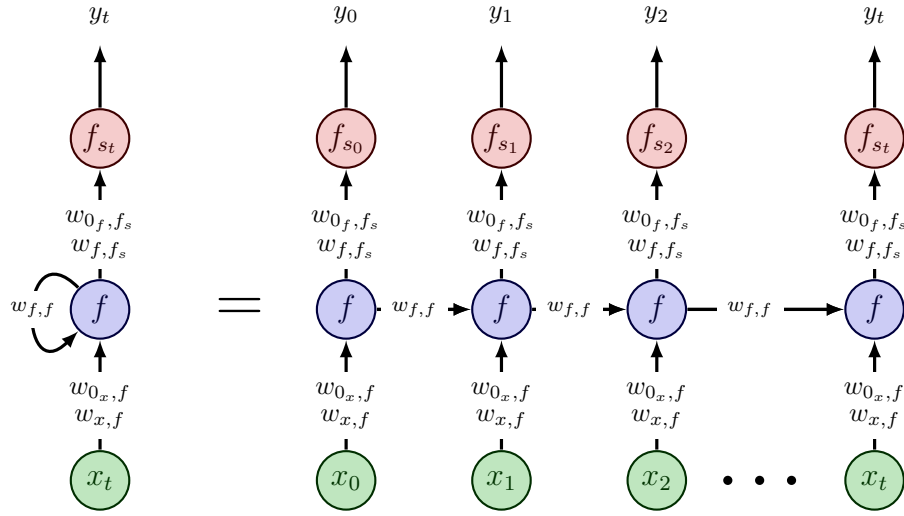 y_t y_0 y_1 y_2 y_t
f_{s_t} f_{s_0} f_{s_1} f_{s_2} f_{s_t}
w_{0_f,f_s} w_{0_f,f_s} w_{0_f,f_s} w_{0_f,f_s} w_{0_f,f_s}
w_{f,f_s} w_{f,f_s} w_{f,f_s} w_{f,f_s} w_{f,f_s}
w_{f,f} f = f w_{f,f} f w_{f,f} f w_{f,f} f
w_{0_x,f} w_{0_x,f} w_{0_x,f} w_{0_x,f} w_{0_x,f}
w_{x,f} w_{x,f} w_{x,f} w_{x,f} w_{x,f}
x_t x_0 x_1 x_2 • • • x_t